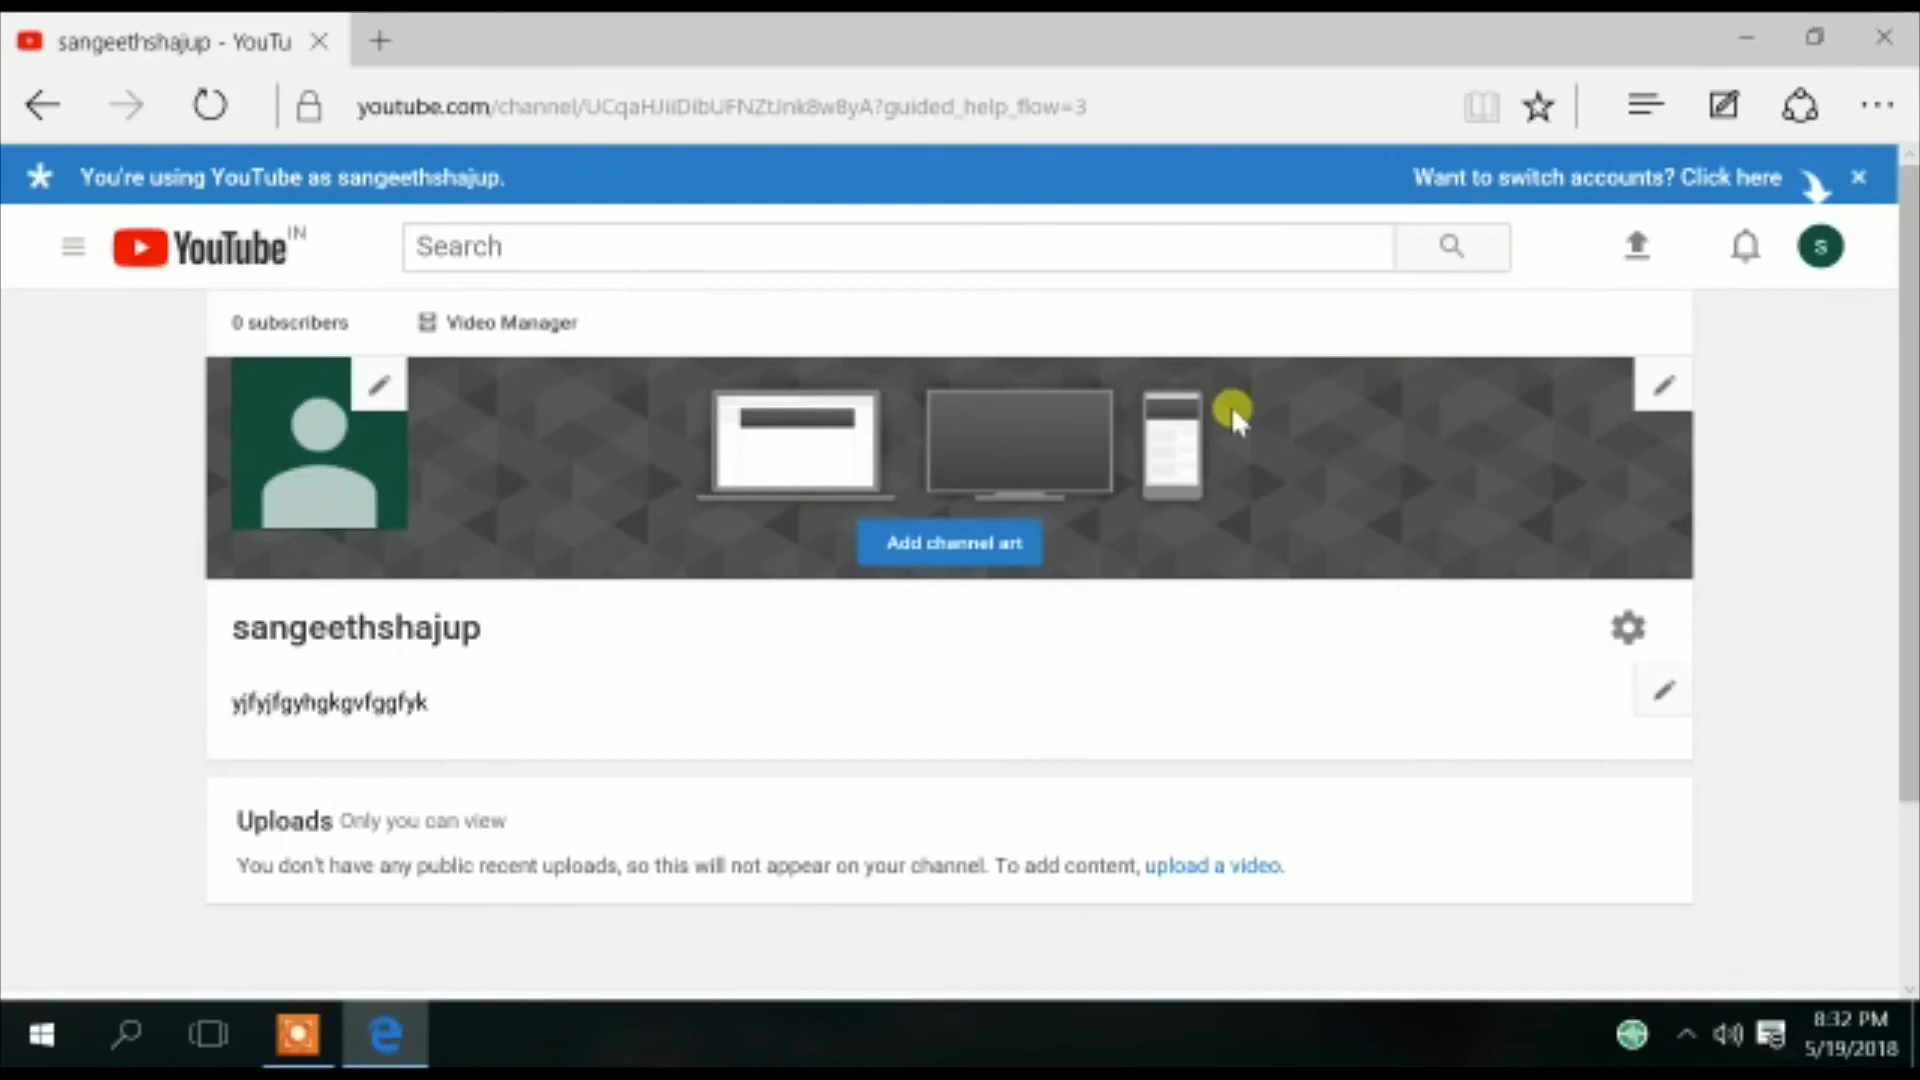 sangeethshajup - YouTu
youtube.com/channel/UCqaHJiiDibUFNZtJnk8w8yA?guided_help_flow=3
You're using YouTube as sangeethshajup.
Want to switch accounts? Click here
YouTube IN
Search
S
0 subscribers
Video Manager
Add channel art
sangeethshajup
yjfyjfgyhgkgvfggfyk
Uploads Only you can view
You don't have any public recent uploads, so this will not appear on your channel. To add content, upload a video.
8:32 PM
5/19/2018